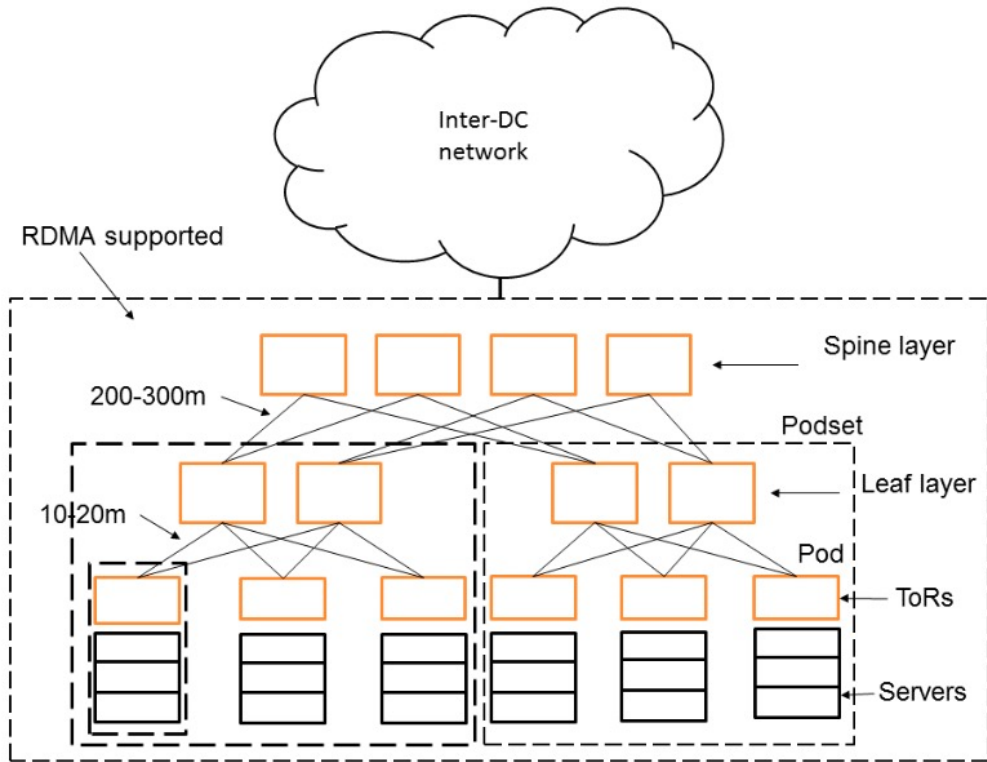 Inter-DC
network
RDMA supported
Spine layer
200-300m
Podset
Leaf layer
10-20m
Pod
ToRs
Servers